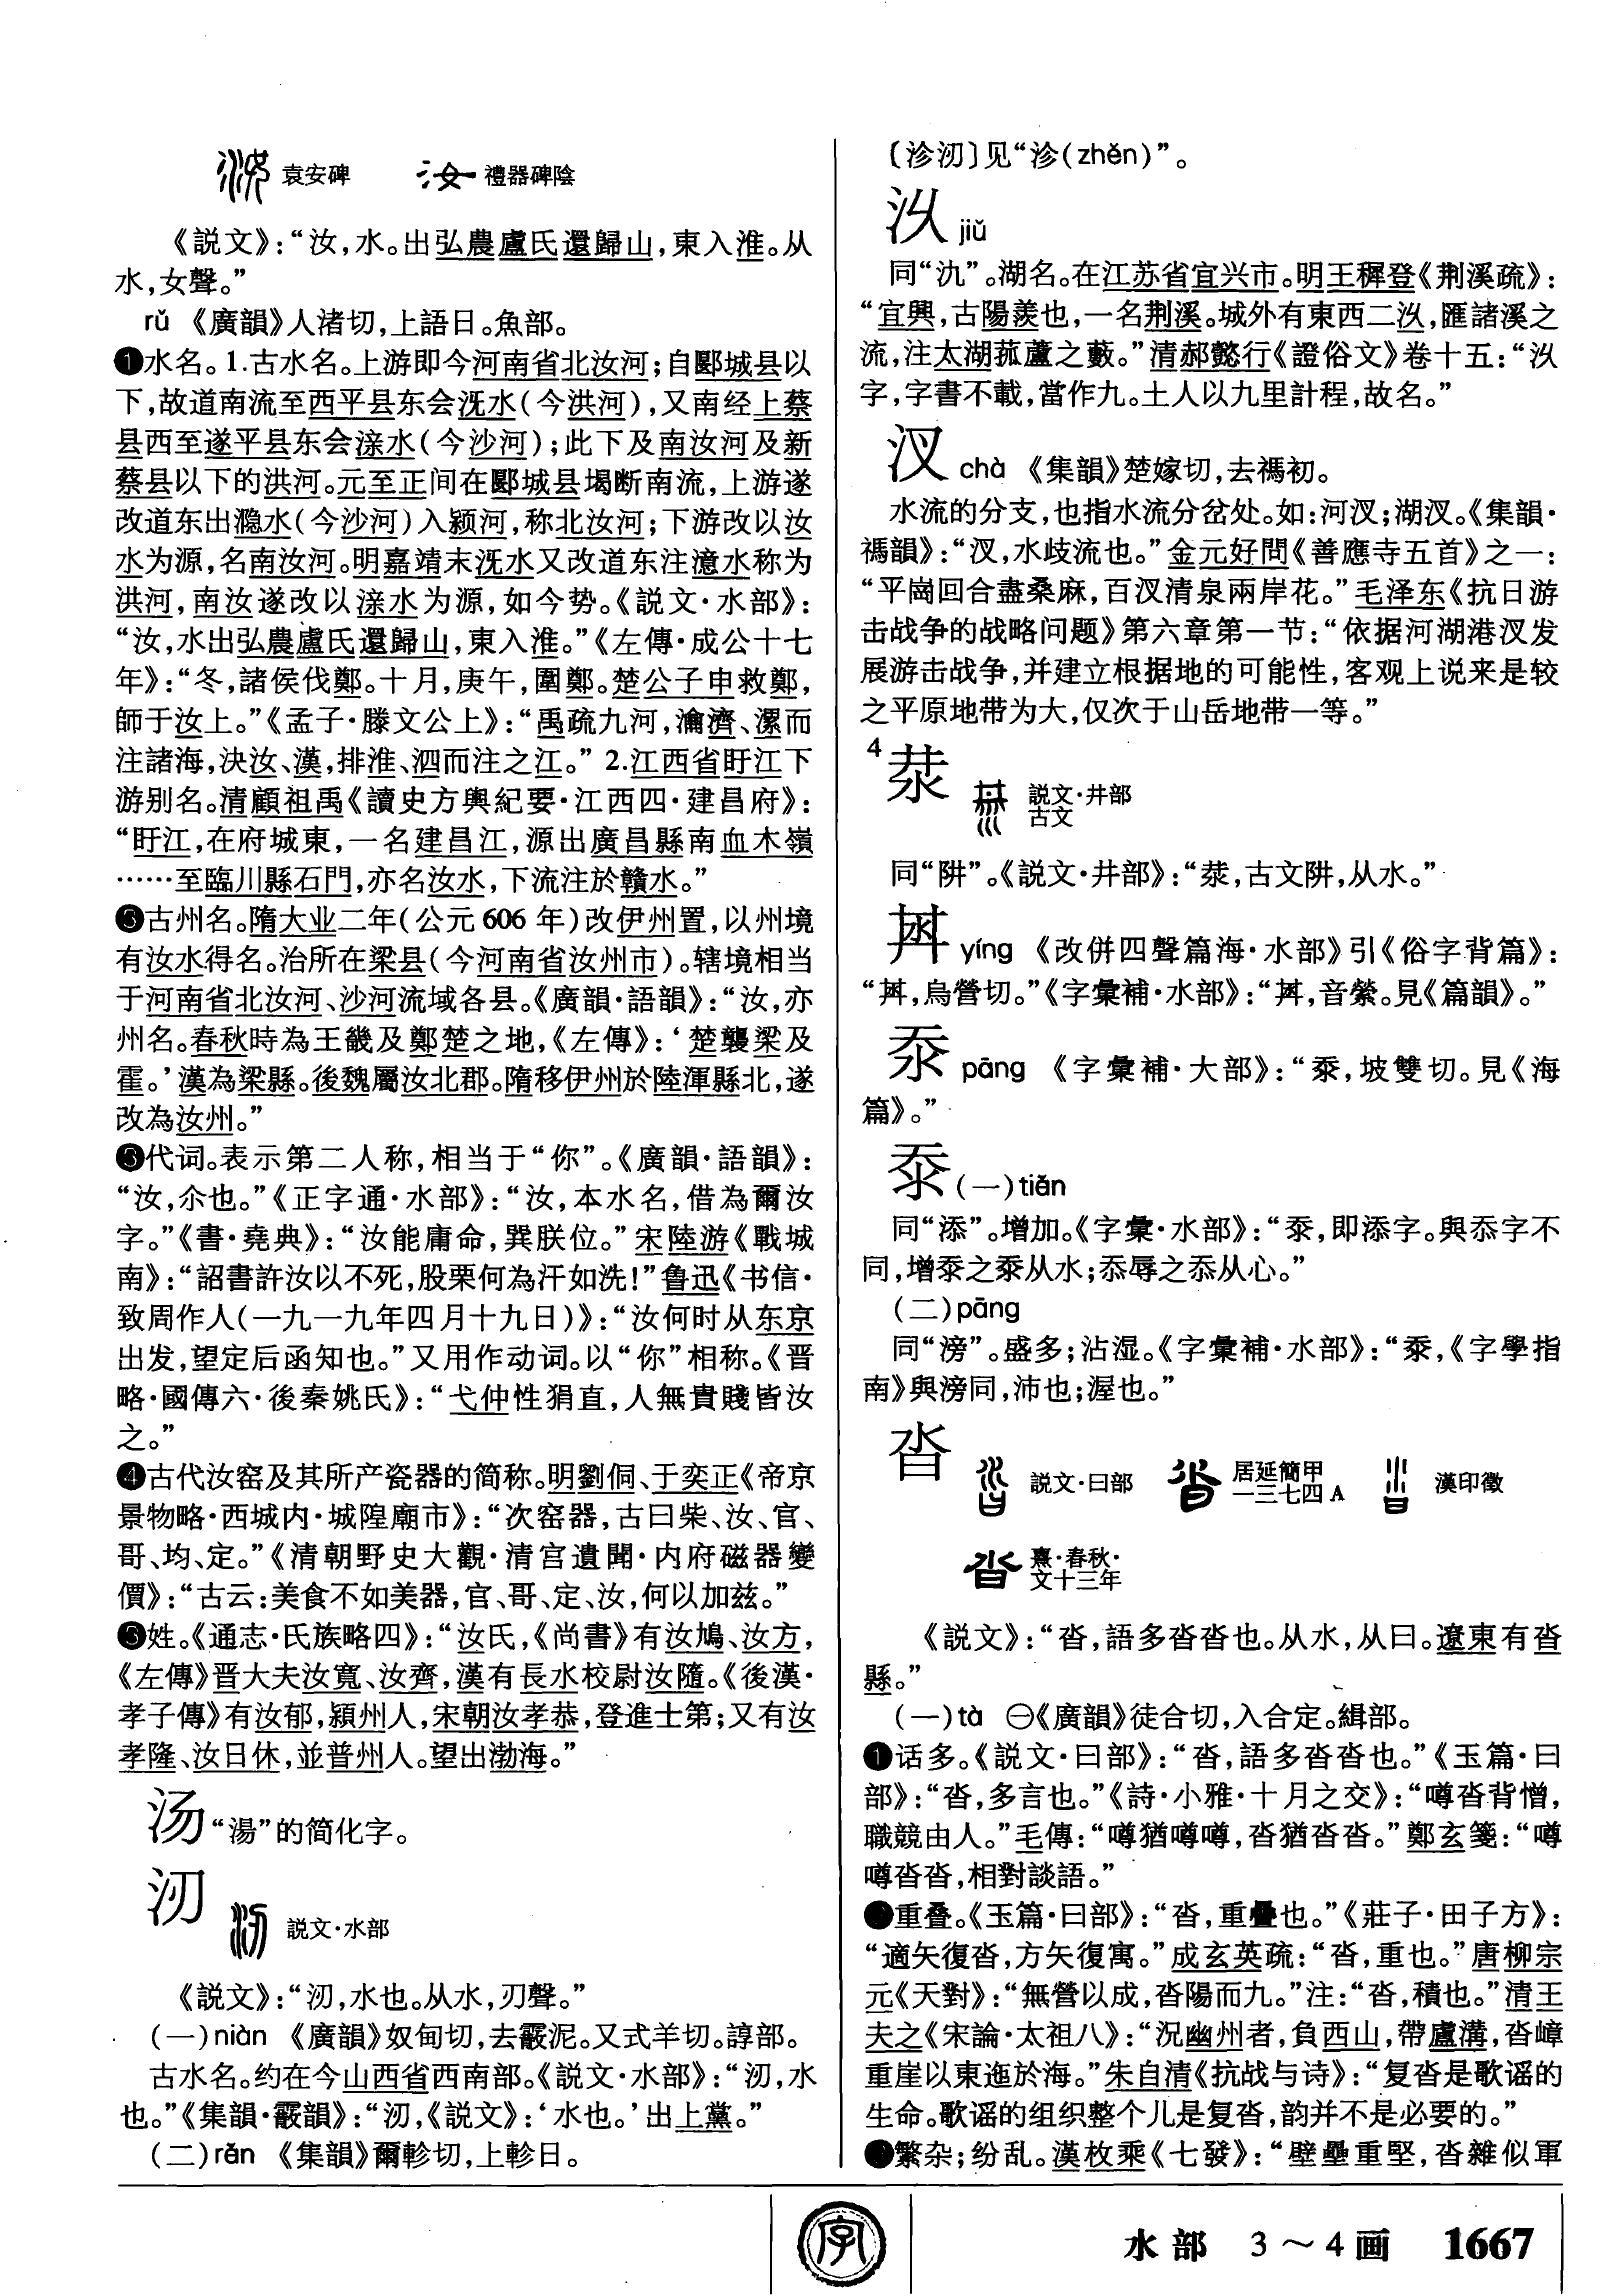 袁安碑 禮器碑陰
《説文》：“汝，水。出弘農盧氏還歸山，東入淮。从
水，女聲。”
rǔ 《廣韻》人渚切，上語日。魚部。
❶水名。1.古水名。上游即今河南省北汝河；自郾城县以
下，故道南流至西平县东会汦水（今洪河），又南经上蔡
县西至遂平县东会溹水（今沙河）；此下及南汝河及新
蔡县以下的洪河。元至正间在郾城县堨断南流，上游遂
改道东出㶏水（今沙河）入颍河，称北汝河；下游改以汝
水为源，名南汝河。明嘉靖末水又改道东注澺水称为
洪河，南汝遂改以水为源，如今势。《説文·水部》：
“汝，水出弘農盧氏還歸山，東入淮。”《左傳·成公十七
年》：“冬，諸侯伐鄭。十月，庚午，圍鄭。楚公子申救鄭，
師于汝上。”《孟子·滕文公上》：“禹疏九河，瀹濟、漯而
注諸海，決汝、漢，排淮、泗而注之江。” 2.江西省盱江下
游别名。清顧祖禹《讀史方輿紀要·江西四·建昌府》：
“盱江，在府城東，一名建昌江，源出廣昌縣南血木嶺
……至臨川縣石門，亦名汝水，下流注於贛水。”
❷古州名。隋大业二年（公元606年）改伊州置，以州境
有汝水得名。治所在梁县（今河南省汝州市）。辖境相当
于河南省北汝河、沙河流域各县。《廣韻·語韻》：“汝，亦
州名。春秋時為王畿及鄭楚之地，《左傳》：‘楚襲梁及
霍。’漢為梁縣。後魏屬汝北郡。隋移伊州於陸渾縣北，遂
改為汝州。”
❸代词。表示第二人称，相当于“你”。《廣韻·語韻》：
“汝，尒也。”《正字通·水部》：“汝，本水名，借為爾汝
字。”《書·堯典》：“汝能庸命，巽朕位。”宋陸游《戰城
南》：“詔書許汝以不死，股栗何為汗如洗！”鲁迅《书信·
致周作人（一九一九年四月十九日）》：“汝何时从东京
出发，望定后函知也。”又用作动词。以“你”相称。《晋
略·國傳六·後秦姚氏》：“弋仲性狷直，人無貴賤皆汝
之。”
❹古代汝窑及其所产瓷器的简称。明劉侗、于奕正《帝京
景物略·西城内·城隍廟市》：“次窑器，古曰柴、汝、官、
哥、均、定。”《清朝野史大觀·清宫遺聞·内府磁器變
價》：“古云：美食不如美器，官、哥、定、汝，何以加兹。”
❺姓。《通志·氏族略四》：“汝氏，《尚書》有汝鳩、汝方，
《左傳》晋大夫汝寬、汝齊，漢有長水校尉汝隨。《後漢·
孝子傳》有汝郁，潁州人，宋朝汝孝恭，登進士第；又有汝
孝隆、汝日休，並普州人。望出渤海。”
汤“湯”的简化字。
㲽 説文·水部
《説文》：“㲽，水也。从水，刃聲。”
（一）niàn 《廣韻》奴甸切，去霰泥。又式羊切。諄部。
古水名。约在今山西省西南部。《説文·水部》：“㲽，水
也。”《集韻·霰韻》：“㲽，《説文》：‘水也。’出上黨。”
（二）rěn 《集韻》爾軫切，上軫日。
〔沴㲽〕见“沴（zhěn）”。
汣 jiǔ
同“氿”。湖名。在江苏省宜兴市。明王穉登《荆溪疏》：
“宜興，古陽羨也，一名荆溪。城外有東西二汣，匯諸溪之
流，注太湖菰蘆之藪。”清郝懿行《證俗文》卷十五：“汣
字，字書不載，當作九。土人以九里計程，故名。”
汊 chà 《集韻》楚嫁切，去禡初。
水流的分支，也指水流分岔处。如：河汊；湖汊。《集韻·
禡韻》：“汊，水歧流也。”金元好問《善應寺五首》之一：
“平崗回合盡桑麻，百汊清泉兩岸花。”毛泽东《抗日游
击战争的战略问题》第六章第一节：“依据河湖港汊发
展游击战争，并建立根据地的可能性，客观上说来是较
之平原地带为大，仅次于山岳地带一等。”
4 汬 説文·井部
古文
同“阱”。《説文·井部》：“汬，古文阱，从水。”
yíng 《改併四聲篇海·水部》引《俗字背篇》：
“，烏營切。”《字彙補·水部》：“，音縈。見《篇韻》。”
pāng 《字彙補·大部》：“，坡雙切。見《海
篇》。”
㳟（一）tiān
同“添”。增加。《字彙·水部》：“㳟，即添字。與忝字不
同，增㳟之㳟从水；忝辱之忝从心。”
（二）pāng
同“滂”。盛多；沾湿。《字彙補·水部》：“㳟，《字學指
南》與滂同，沛也；渥也。”
沓 説文·曰部 居延簡甲
一三七四A 漢印徵
熹·春秋·
文十三年
《説文》：“沓，語多沓沓也。从水，从曰。遼東有沓
縣。”
（一）tà ㊀《廣韻》徒合切，入合定。緝部。
❶话多。《説文·曰部》：“沓，語多沓沓也。”《玉篇·曰
部》：“沓，多言也。”《詩·小雅·十月之交》：“噂沓背憎，
職競由人。”毛傳：“噂猶噂噂，沓猶沓沓。”鄭玄箋：“噂
噂沓沓，相對談語。”
❷重叠。《玉篇·曰部》：“沓，重疊也。”《莊子·田子方》：
“適矢復沓，方矢復寓。”成玄英疏：“沓，重也。”唐柳宗
元《天對》：“無營以成，沓陽而九。”注：“沓，積也。”清王
夫之《宋論·太祖八》：“況幽州者，負西山，帶盧溝，沓嶂
重崖以東迤於海。”朱自清《抗战与诗》：“复沓是歌谣的
生命。歌谣的组织整个儿是复沓，韵并不是必要的。”
❸繁杂；纷乱。漢枚乘《七發》：“壁壘重堅，沓雜似軍
字
水部 3～4画 1667